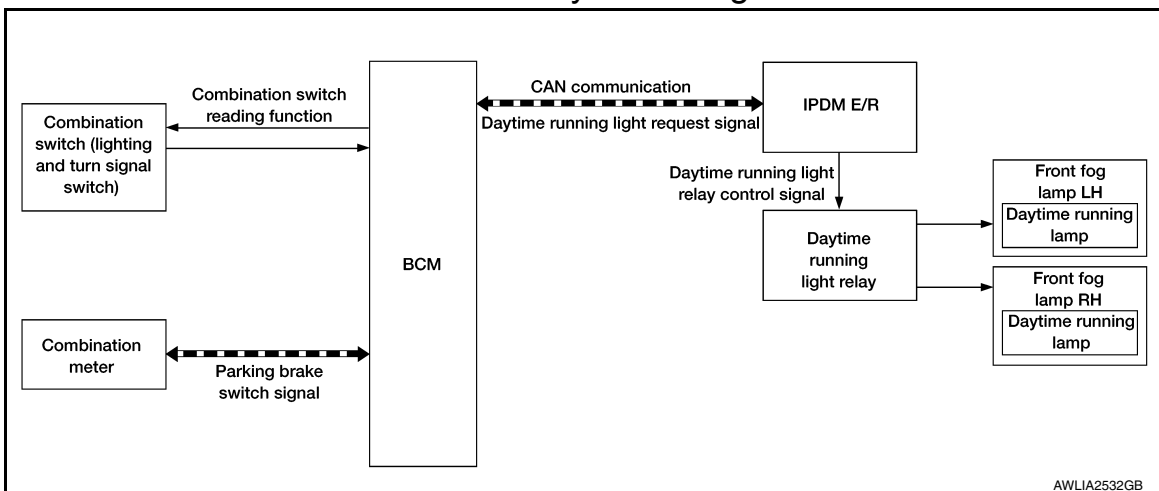 Combination switch
reading function
Combination
switch (lighting
and turn signal
switch)
BCM
CAN communication
Daytime running light request signal
IPDM E/R
Daytime running light
relay control signal
Daytime
running
light relay
Front fog
lamp LH
Daytime running
lamp
Front fog
lamp RH
Daytime running
lamp
Combination
meter
Parking brake
switch signal
AWLIA2532GB